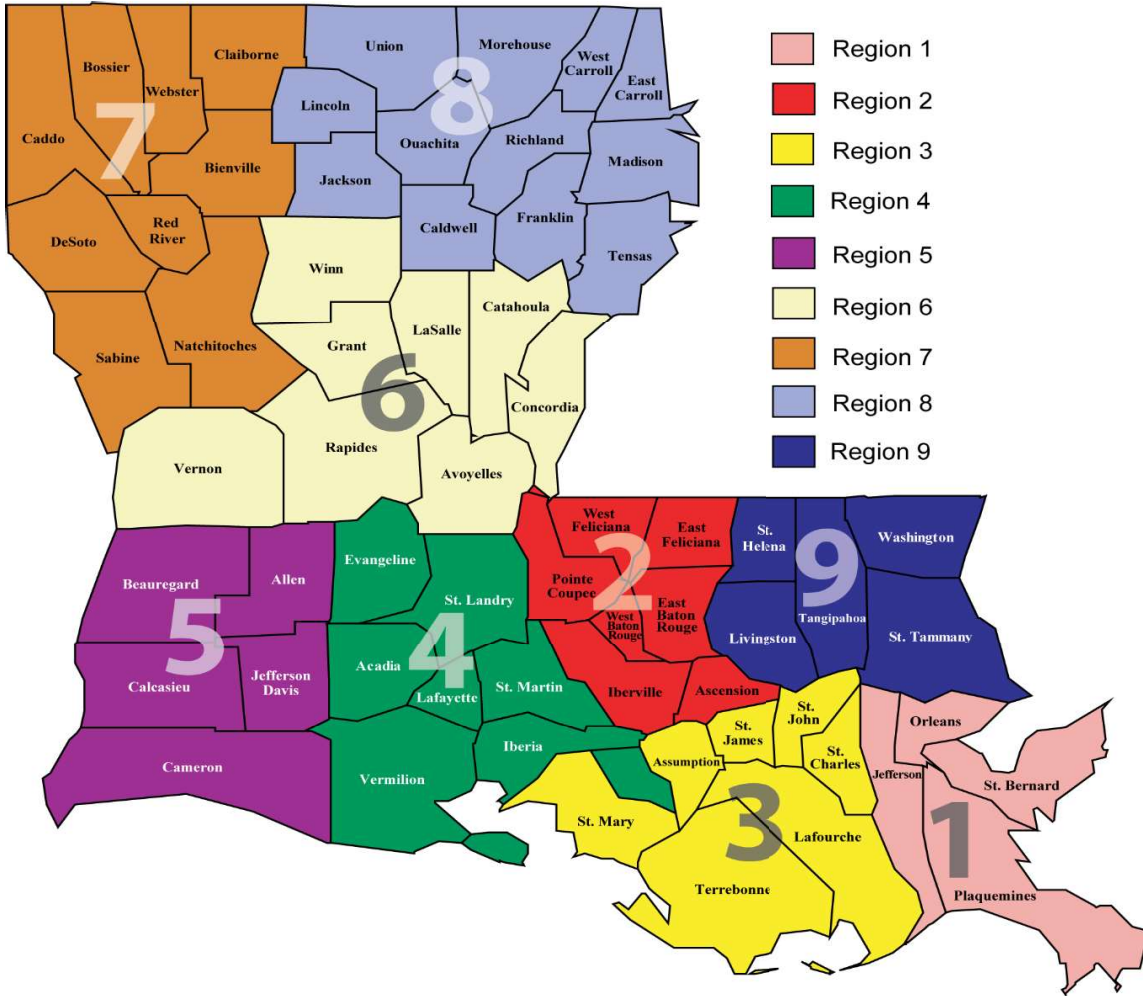 Union
Morehouse
West
Carroll
East
Carroll
Claiborne
Bossier
Webster
Lincoln
7
8
Caddo
Ouachita
Richland
Madison
Bienville
Jackson
Franklin
Caldwell
Tensas
DeSoto
Red
River
Winn
Catahoula
LaSalle
Grant
Natchitoches
Sabine
6
Concordia
Rapides
Avoyelles
Vernon
West
Feliciana
East
Feliciana
St.
Helena
Washington
Evangeline
2
9
Beauregard
Allen
Pointe
Coupee
St. Landry
West
Baton
Rouge
East
Baton
Rouge
Tangipahoa
Livingston
St. Tammany
5
4
Acadia
Calcasieu
Jefferson
Davis
Lafayette
St. Martin
Iberville
Ascension
St.
James
St.
John
Orleans
Iberia
Assumption
St.
Charles
Jefferson
Cameron
Vermilion
St. Bernard
St. Mary
3
Lafourche
1
Terrebonne
Plaquemines
Region 1
Region 2
Region 3
Region 4
Region 5
Region 6
Region 7
Region 8
Region 9